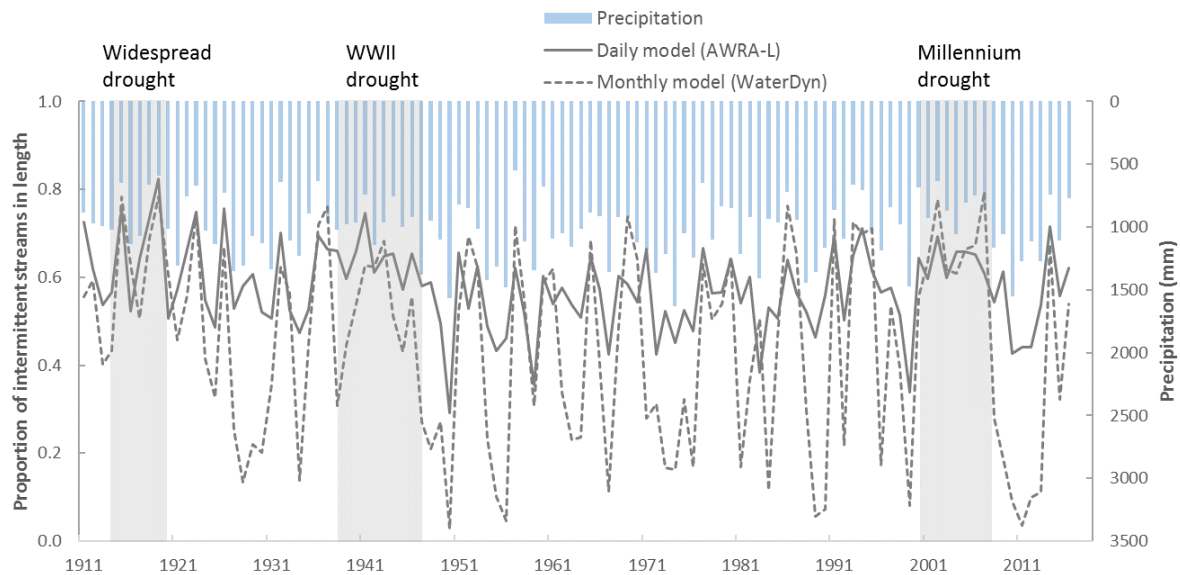 Precipitation
Daily model (AWRA-L)
Monthly model (WaterDyn)
Widespread
drought
WWII
drought
Millennium
drought
Proportion of intermittent streams in length
1.0
0.8
0.6
0.4
0.2
0.0
0
500
1000
1500
2000
2500
3000
3500
Precipitation (mm)
1911 1921 1931 1941 1951 1961 1971 1981 1991 2001 2011